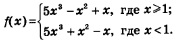 f(x)= { 5x³ − x² + x, где x⩾1;
5x³ + x² − x, где x<1.